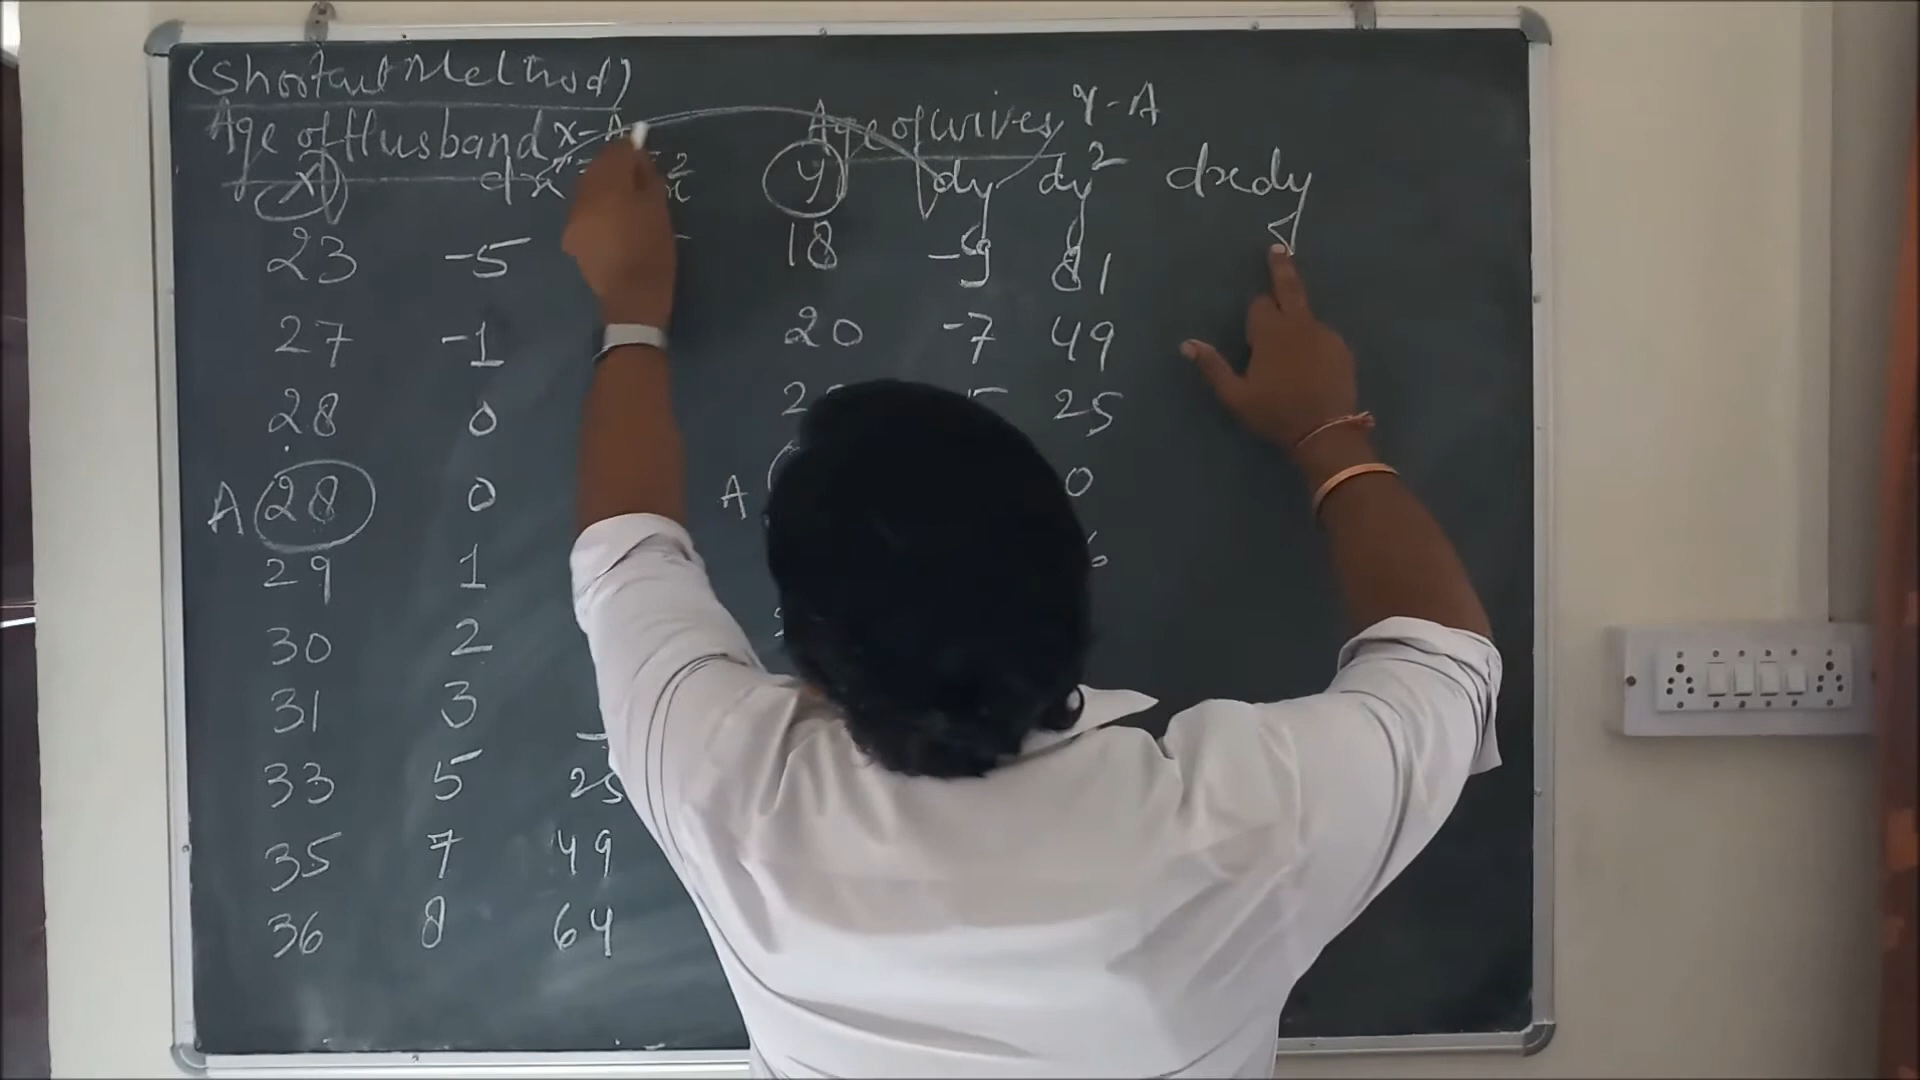 (Shortcut Method)
Age of Husband x-A Age of wives Y-A
X dx y dy dy² dxdy
23 -5 18 -9 81
27 -1 20 -7 49
28 0 25
A 28 0 A 0
29 1
30 2
31 3
33 5 25
35 7 49
36 8 64